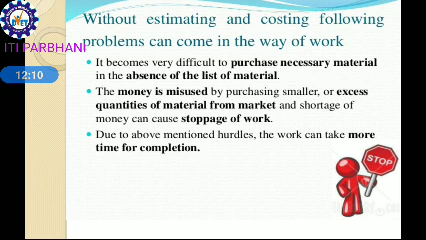 Without estimating and costing following
problems can come in the way of work
ITI PARBHANI
12:10
It becomes very difficult to purchase necessary material
in the absence of the list of material.
The money is misused by purchasing smaller, or excess
quantities of material from market and shortage of
money can cause stoppage of work.
Due to above mentioned hurdles, the work can take more
time for completion.
STOP